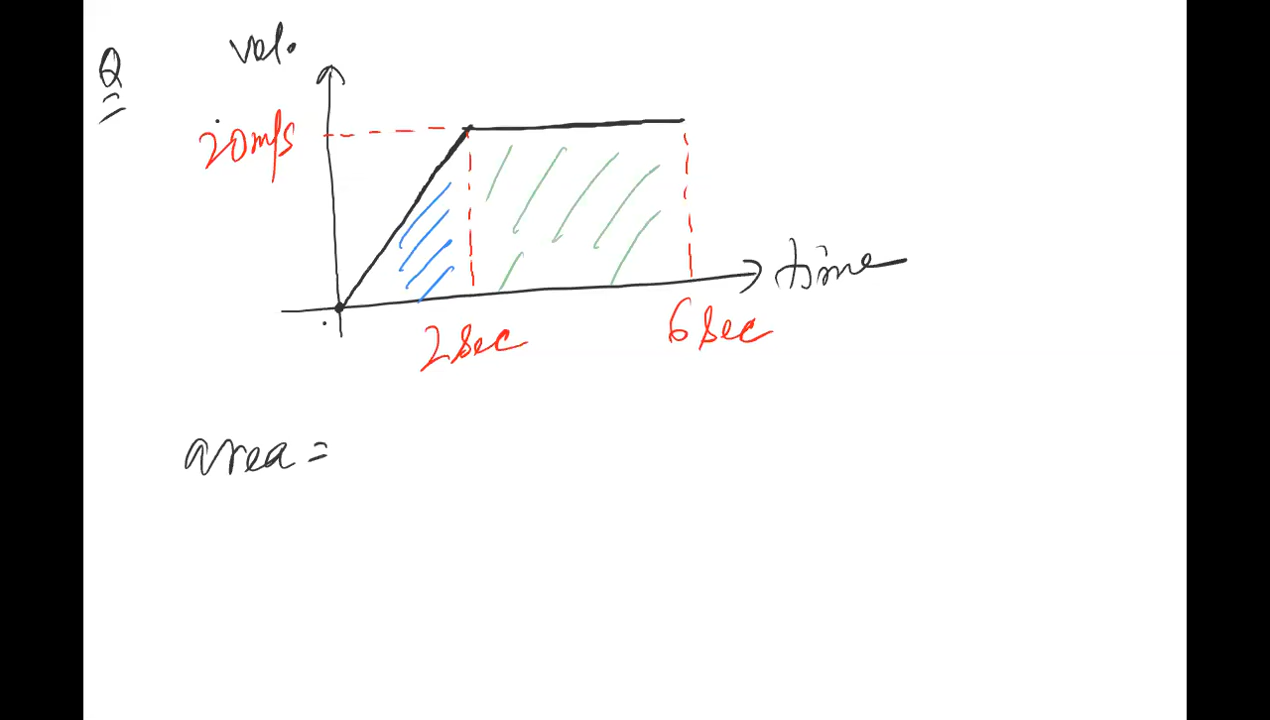 Q
vel.
20m/s
time
2sec
6sec
area =